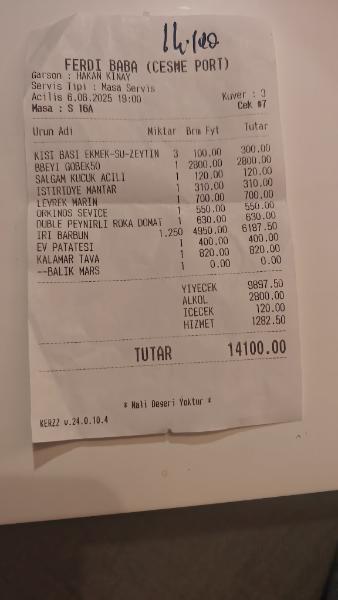 14.100
FERDI BABA (CESME PORT)
Garson : HAKAN KINAY
Servis Tipi : Masa Servis
Acilis 6.08.2025 19:00 Kuver : 3
Masa : S 16A Cek #7
Urun Adi Miktar Brm Fyt Tutar
KISI BASI EKMEK-SU-ZEYTIN 3 100.00 300.00
BBEYI GOBEK50 1 2800.00 2800.00
SALGAM KUCUK ACILI 1 120.00 120.00
ISTIRIDYE MANTAR 1 310.00 310.00
LEVREK MARIN 1 700.00 700.00
ORKINOS SEVICE 1 550.00 550.00
DUBLE PEYNIRLI ROKA DOMAT 1 630.00 630.00
IRI BARBUN 1.250 4950.00 6187.50
EV PATATESI 1 400.00 400.00
KALAMAR TAVA 1 820.00 820.00
--BALIK MARS 1 0.00 0.00
YIYECEK 9897.50
ALKOL 2800.00
ICECEK 120.00
HIZMET 1282.50
TUTAR 14100.00
* Mali Degeri Yoktur *
KERZZ v.24.0.10.4